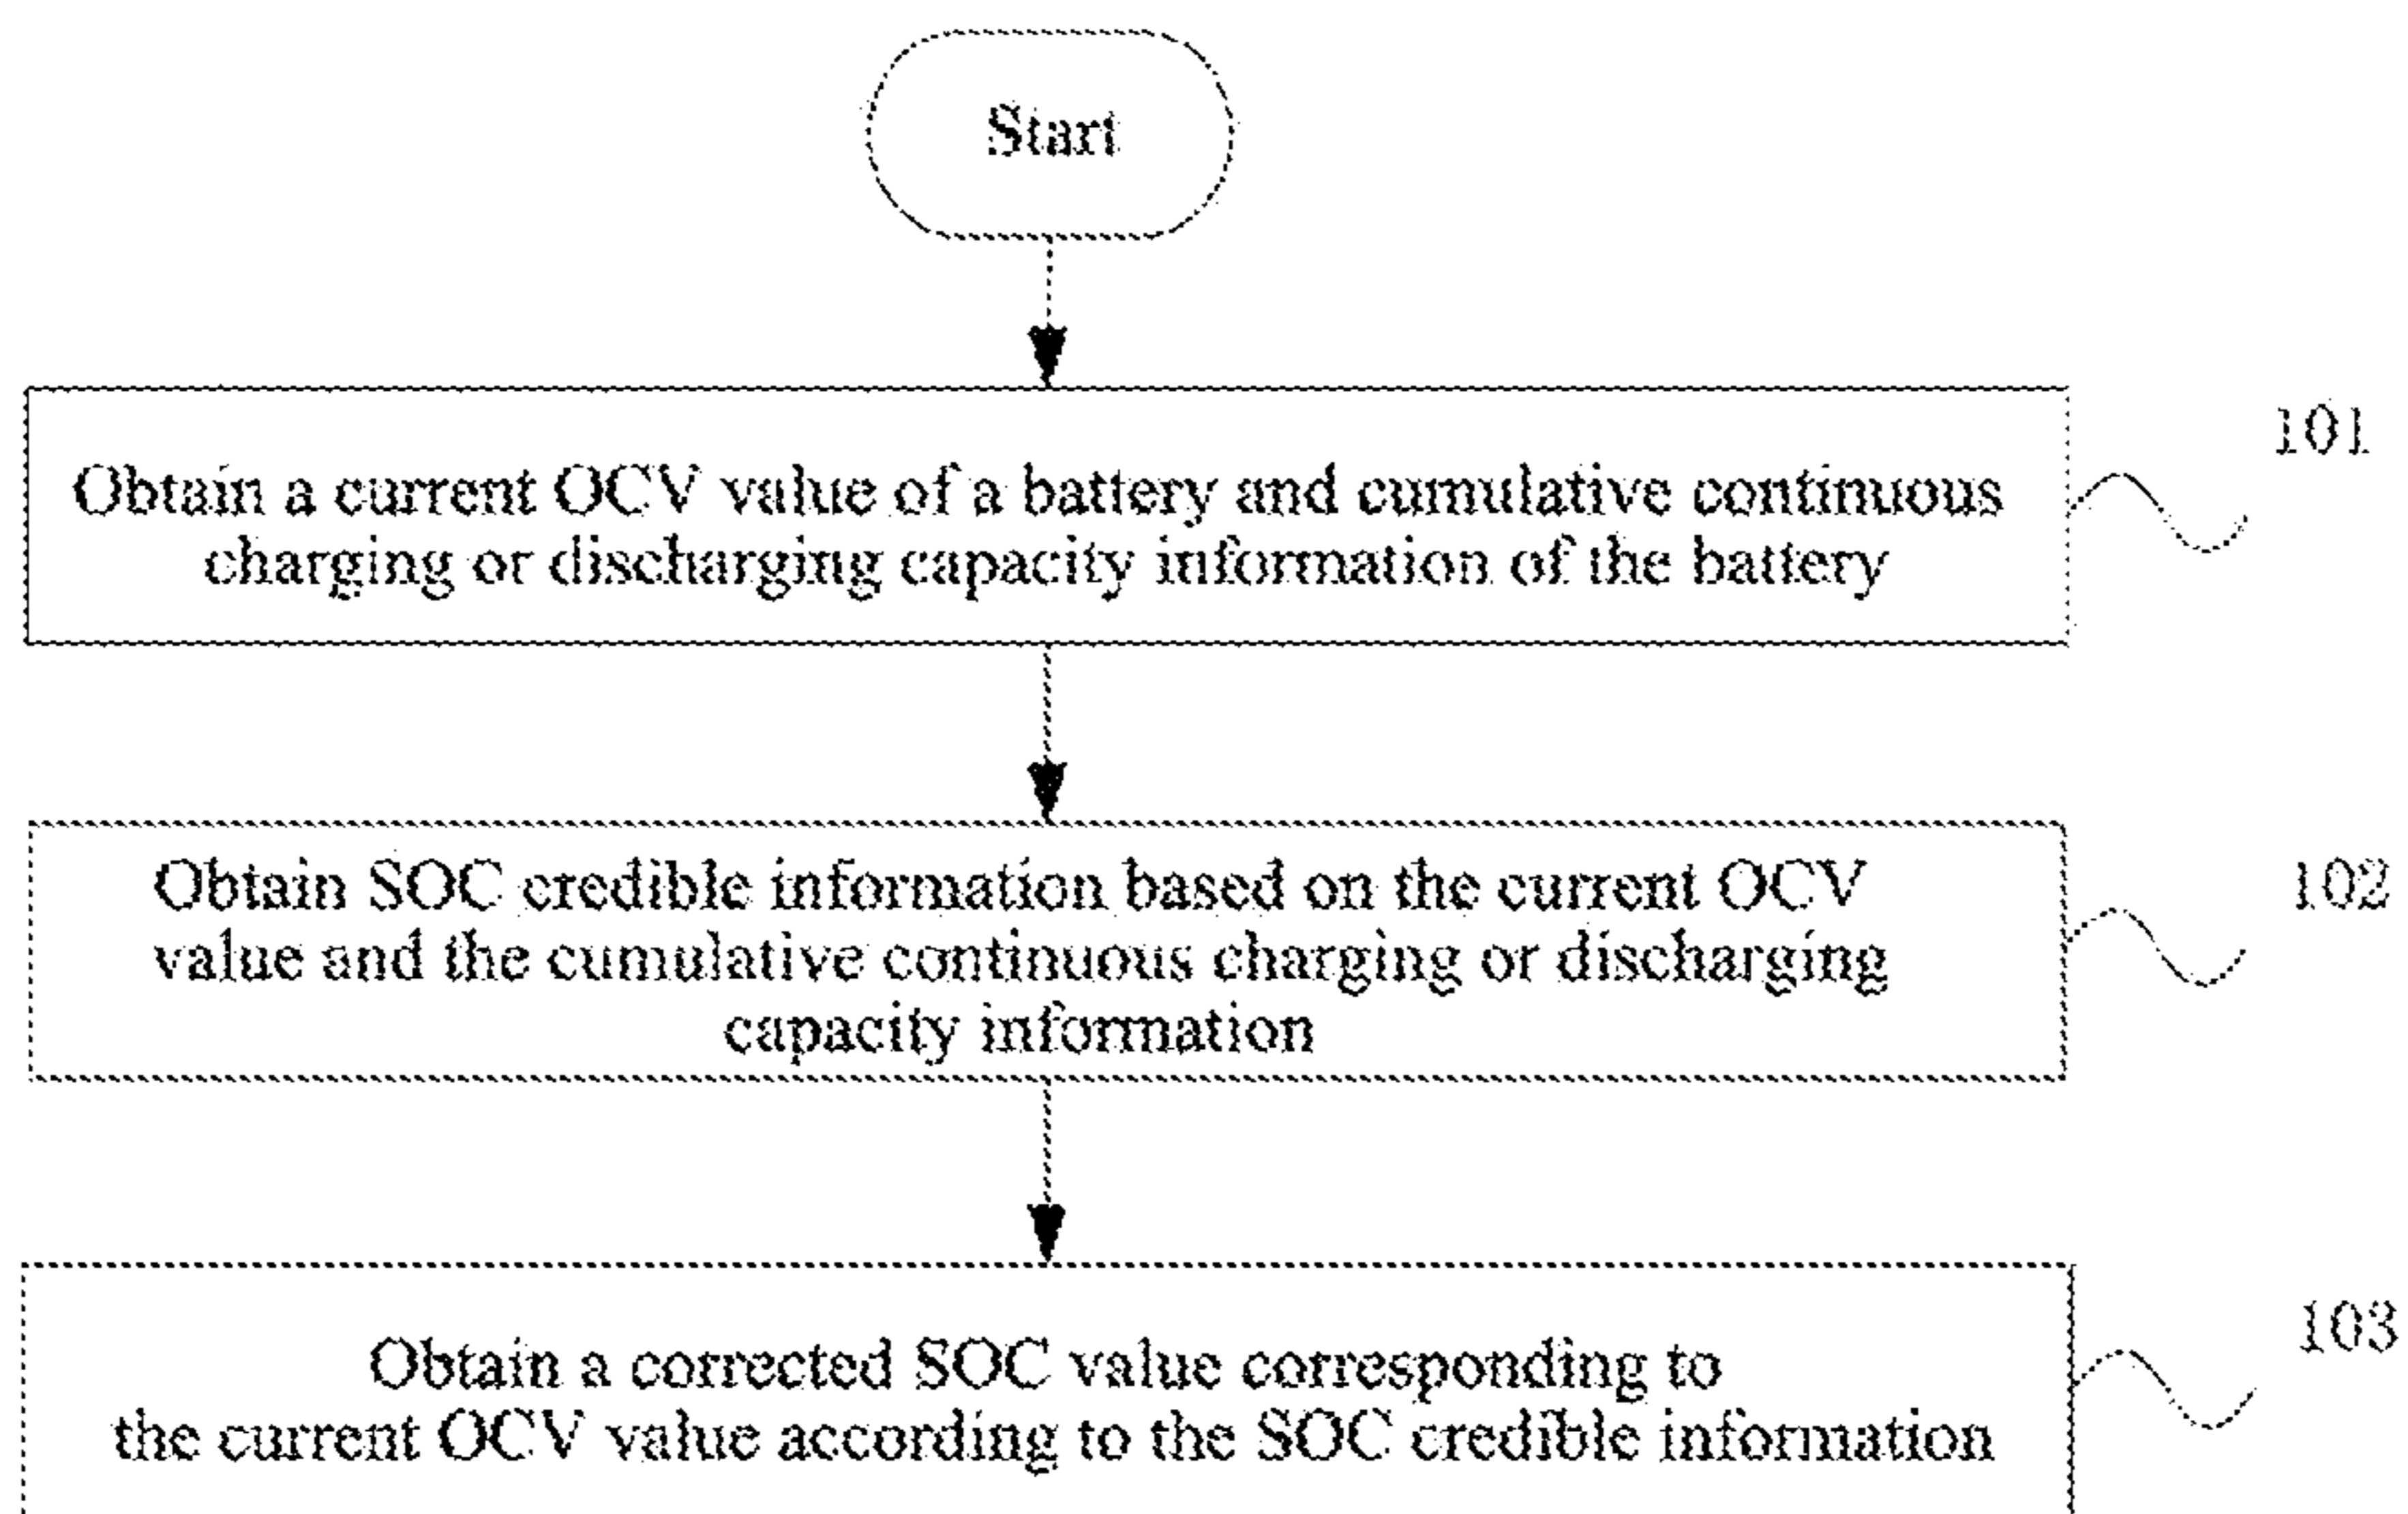 Start
101
Obtain a current OCV value of a battery and cumulative continuous
charging or discharging capacity information of the battery
102
Obtain SOC credible information based on the current OCV
value and the cumulative continuous charging or discharging
capacity information
103
Obtain a corrected SOC value corresponding to
the current OCV value according to the SOC credible information